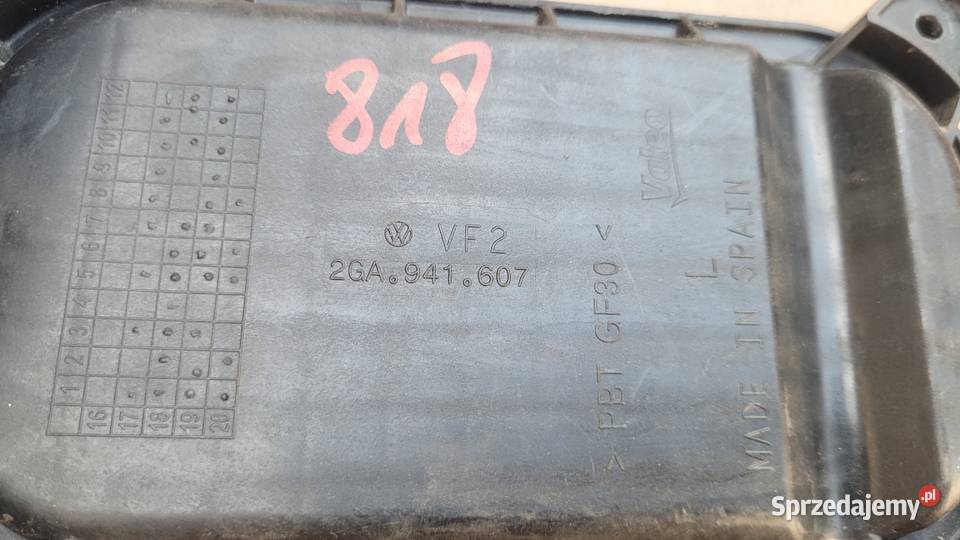 818
VF2
2GA.941.607
> PBT GF30 <
Valeo
L
MADE IN SPAIN
1 2 3 4 5 6 7 8 9 10 11 12
16
17
18
19
20
Sprzedajemy.pl